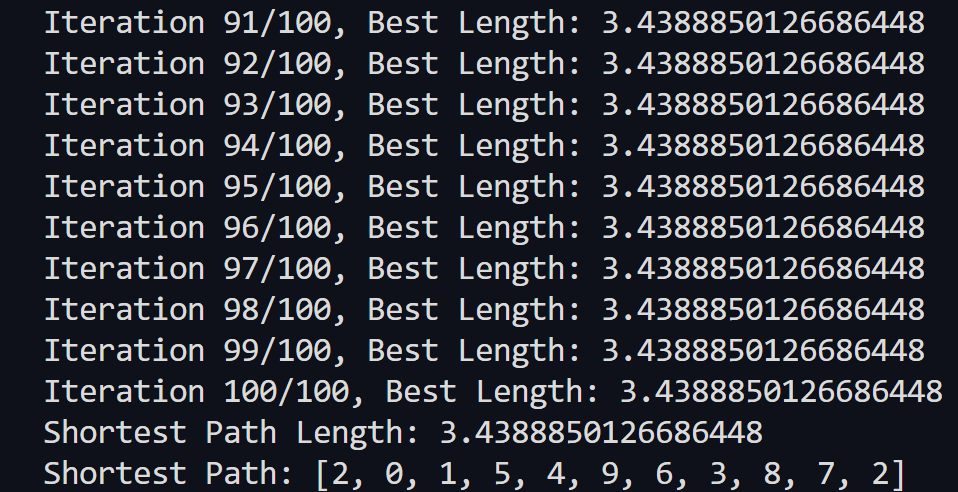 Iteration 91/100, Best Length: 3.4388850126686448
Iteration 92/100, Best Length: 3.4388850126686448
Iteration 93/100, Best Length: 3.4388850126686448
Iteration 94/100, Best Length: 3.4388850126686448
Iteration 95/100, Best Length: 3.4388850126686448
Iteration 96/100, Best Length: 3.4388850126686448
Iteration 97/100, Best Length: 3.4388850126686448
Iteration 98/100, Best Length: 3.4388850126686448
Iteration 99/100, Best Length: 3.4388850126686448
Iteration 100/100, Best Length: 3.4388850126686448
Shortest Path Length: 3.4388850126686448
Shortest Path: [2, 0, 1, 5, 4, 9, 6, 3, 8, 7, 2]